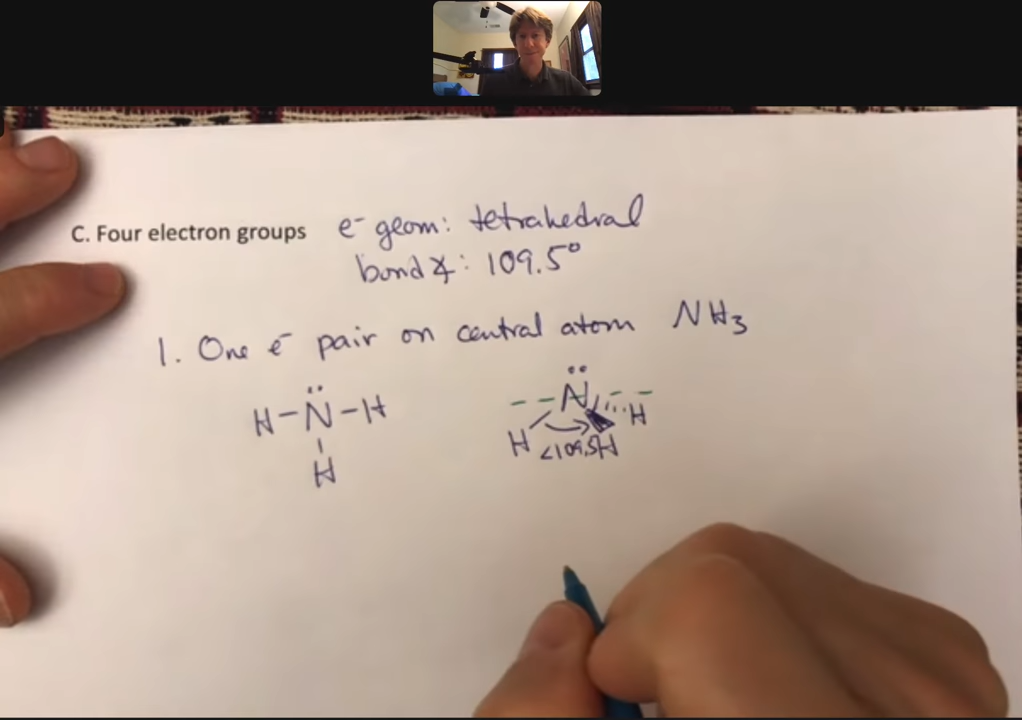 C. Four electron groups e⁻ geom: tetrahedral
bond ∡: 109.5°
1. One e⁻ pair on central atom NH₃
H–N̈–H
|
H
N̈
H H
<109.5 H